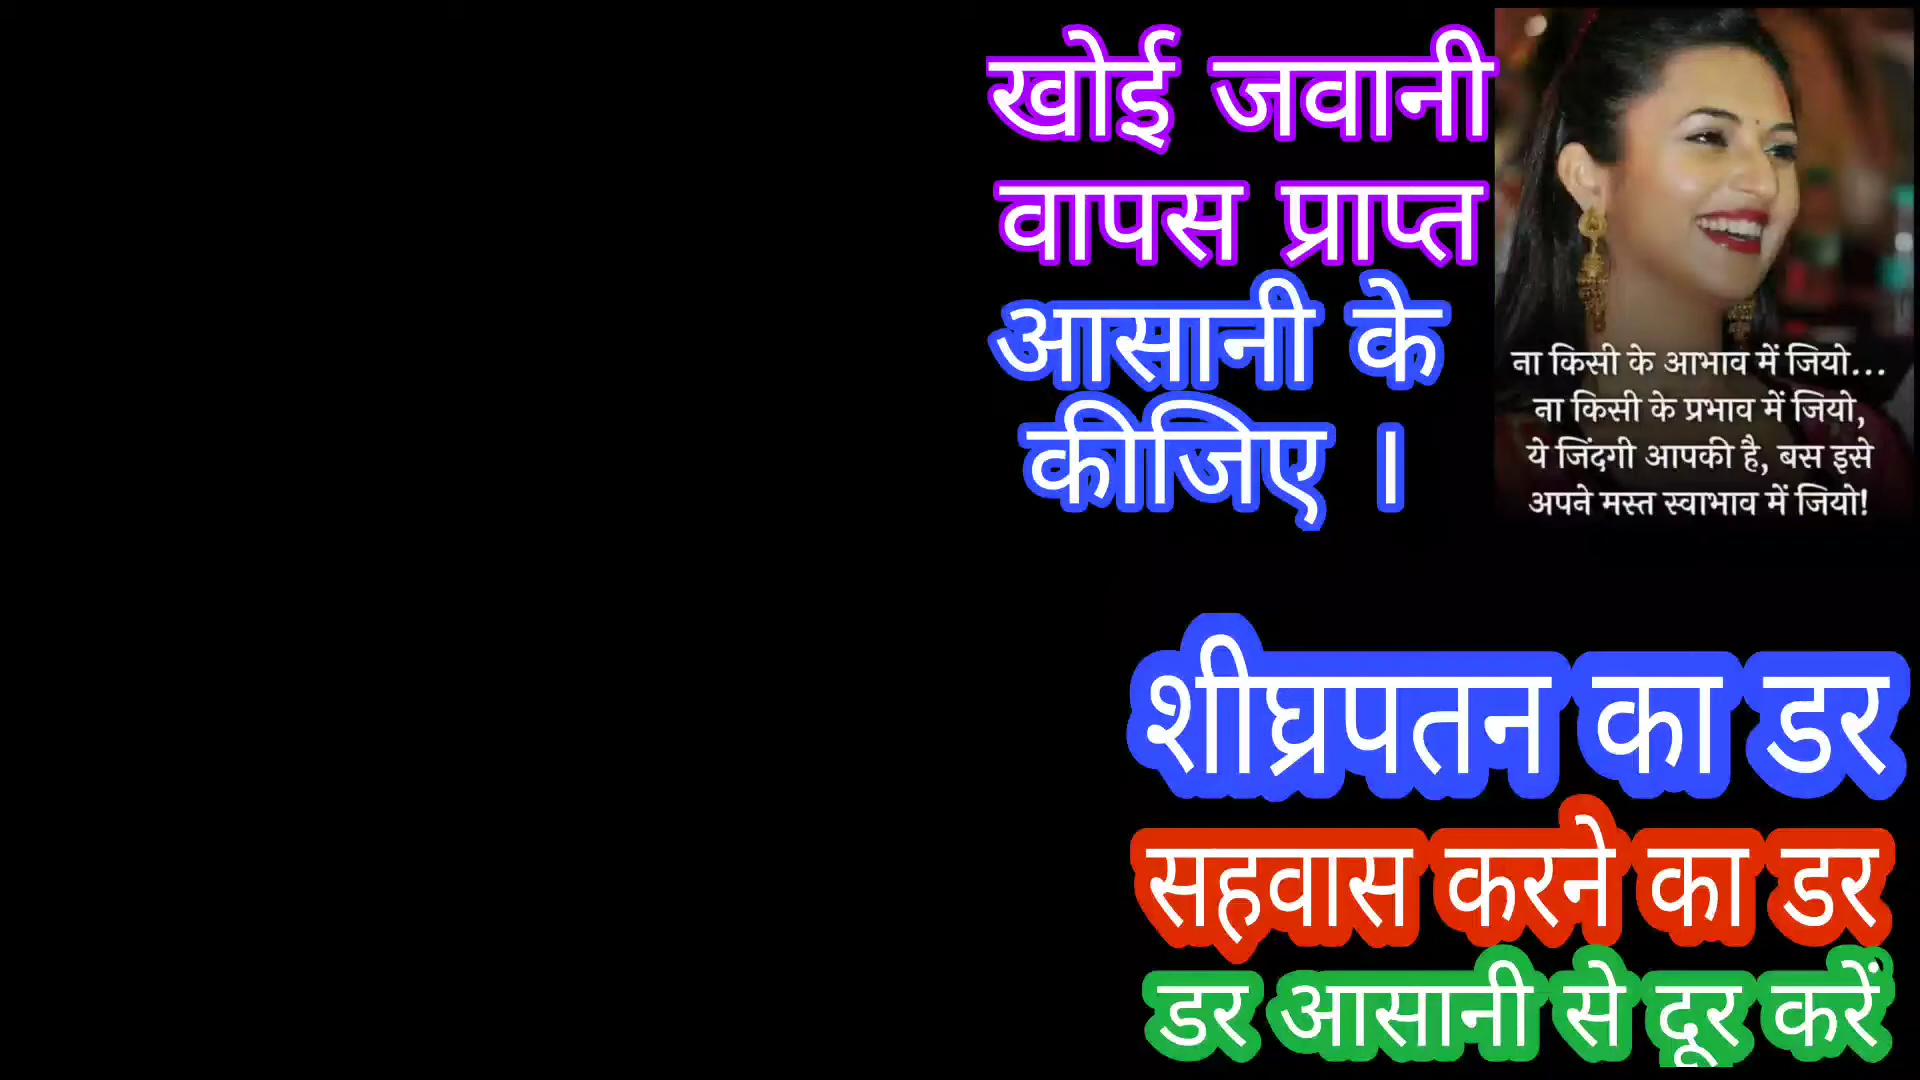 खोई जवानी
वापस प्राप्त
आसानी के
कीजिए ।
ना किसी के आभाव में जियो...
ना किसी के प्रभाव में जियो,
ये जिंदगी आपकी है, बस इसे
अपने मस्त स्वाभाव में जियो!
शीघ्रपतन का डर
सहवास करने का डर
डर आसानी से दूर करें